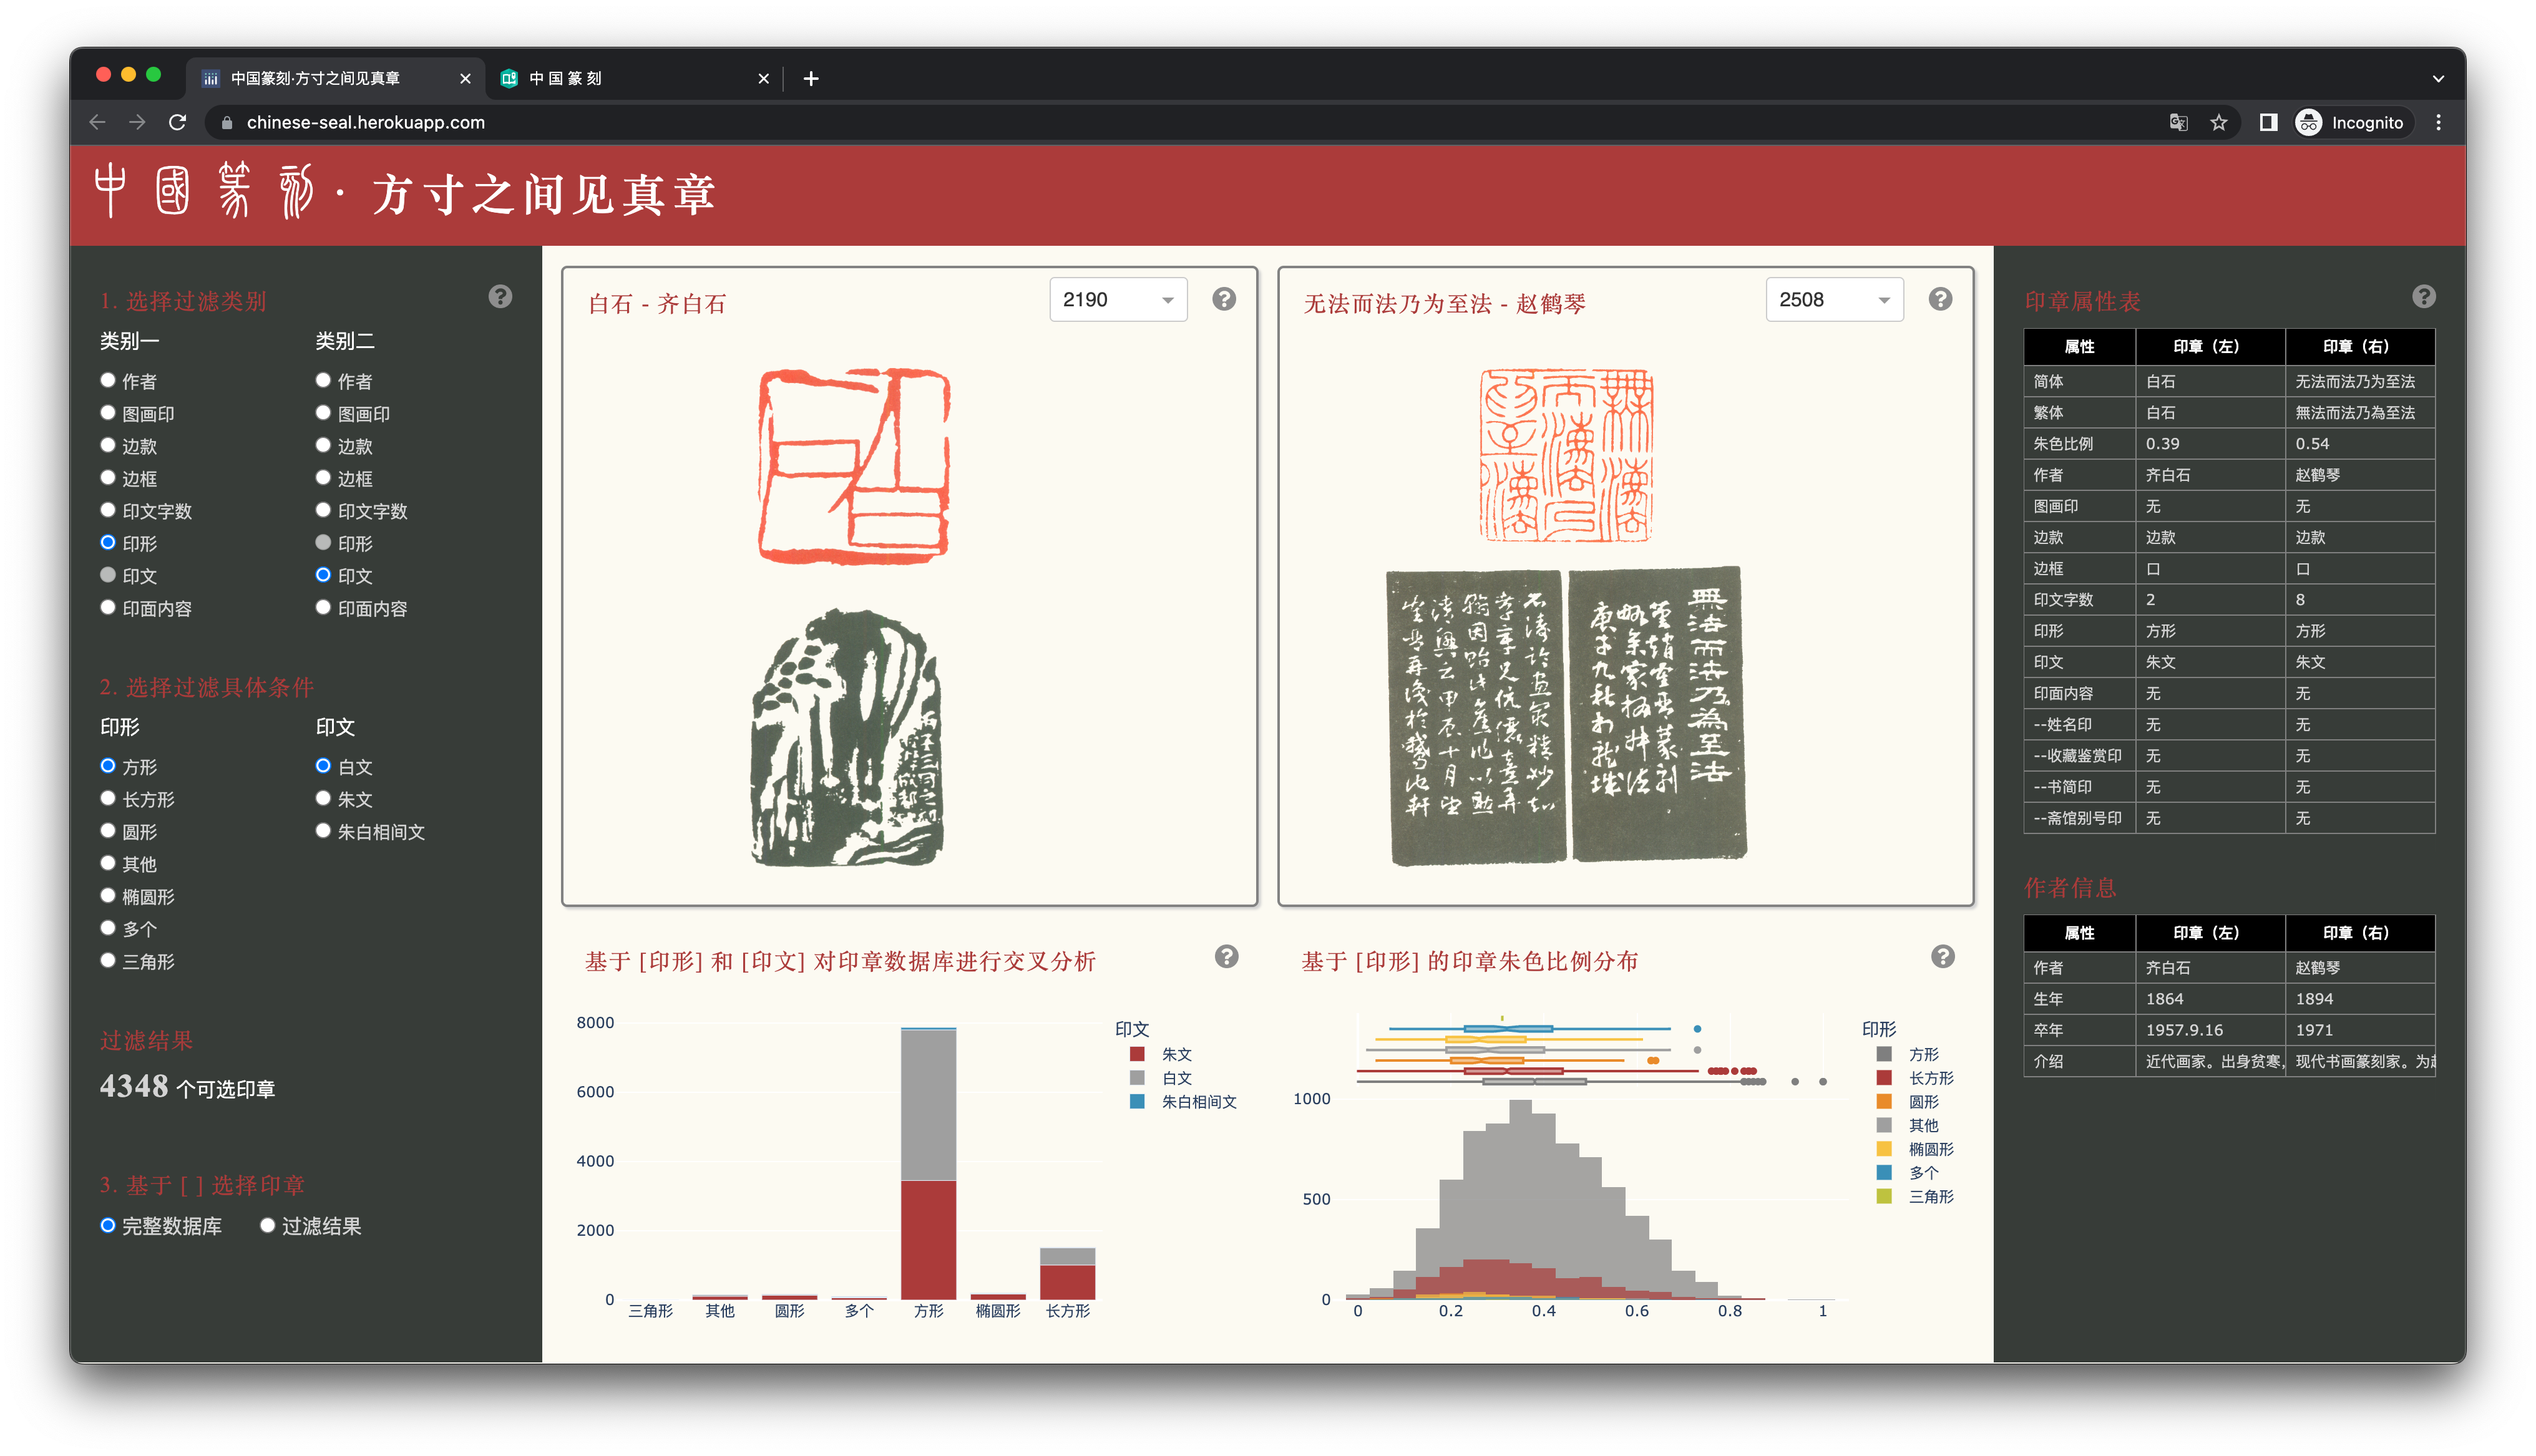 中国篆刻·方寸之间见真章
中 国 篆 刻
chinese-seal.herokuapp.com
Incognito
中 國 篆 刻 · 方寸之间见真章
1. 选择过滤类别
类别一 类别二
作者 作者
图画印 图画印
边款 边款
边框 边框
印文字数 印文字数
印形 印形
印文 印文
印面内容 印面内容
2. 选择过滤具体条件
印形 印文
方形 白文
长方形 朱文
圆形 朱白相间文
其他
椭圆形
多个
三角形
过滤结果
4348 个可选印章
3. 基于 [ ] 选择印章
完整数据库 过滤结果
白石 - 齐白石
2190
无法而法乃为至法 - 赵鹤琴
2508
無法而法乃為至法
基于 [印形] 和 [印文] 对印章数据库进行交叉分析
8000
6000
4000
2000
0
三角形 其他 圆形 多个 方形 椭圆形 长方形
印文
朱文
白文
朱白相间文
基于 [印形] 的印章朱色比例分布
1000
500
0
0 0.2 0.4 0.6 0.8 1
印形
方形
长方形
圆形
其他
椭圆形
多个
三角形
印章属性表
属性 印章（左） 印章（右）
简体 白石 无法而法乃为至法
繁体 白石 無法而法乃為至法
朱色比例 0.39 0.54
作者 齐白石 赵鹤琴
图画印 无 无
边款 边款 边款
边框 口 口
印文字数 2 8
印形 方形 方形
印文 朱文 朱文
印面内容 无 无
--姓名印 无 无
--收藏鉴赏印 无 无
--书简印 无 无
--斋馆别号印 无 无
作者信息
属性 印章（左） 印章（右）
作者 齐白石 赵鹤琴
生年 1864 1894
卒年 1957.9.16 1971
介绍 近代画家。出身贫寒, 现代书画篆刻家。为